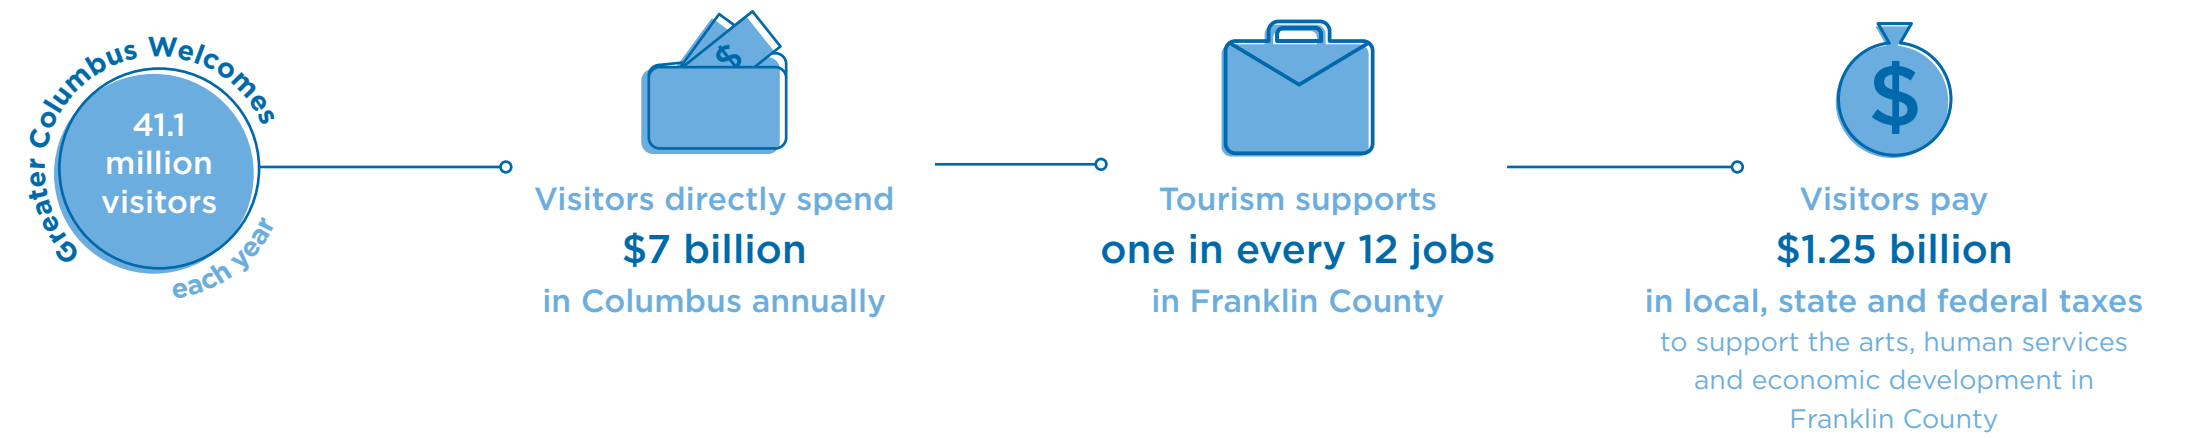 Greater Columbus Welcomes
41.1
million
visitors
each year
$
Visitors directly spend
$7 billion
in Columbus annually
Tourism supports
one in every 12 jobs
in Franklin County
$
Visitors pay
$1.25 billion
in local, state and federal taxes
to support the arts, human services
and economic development in
Franklin County